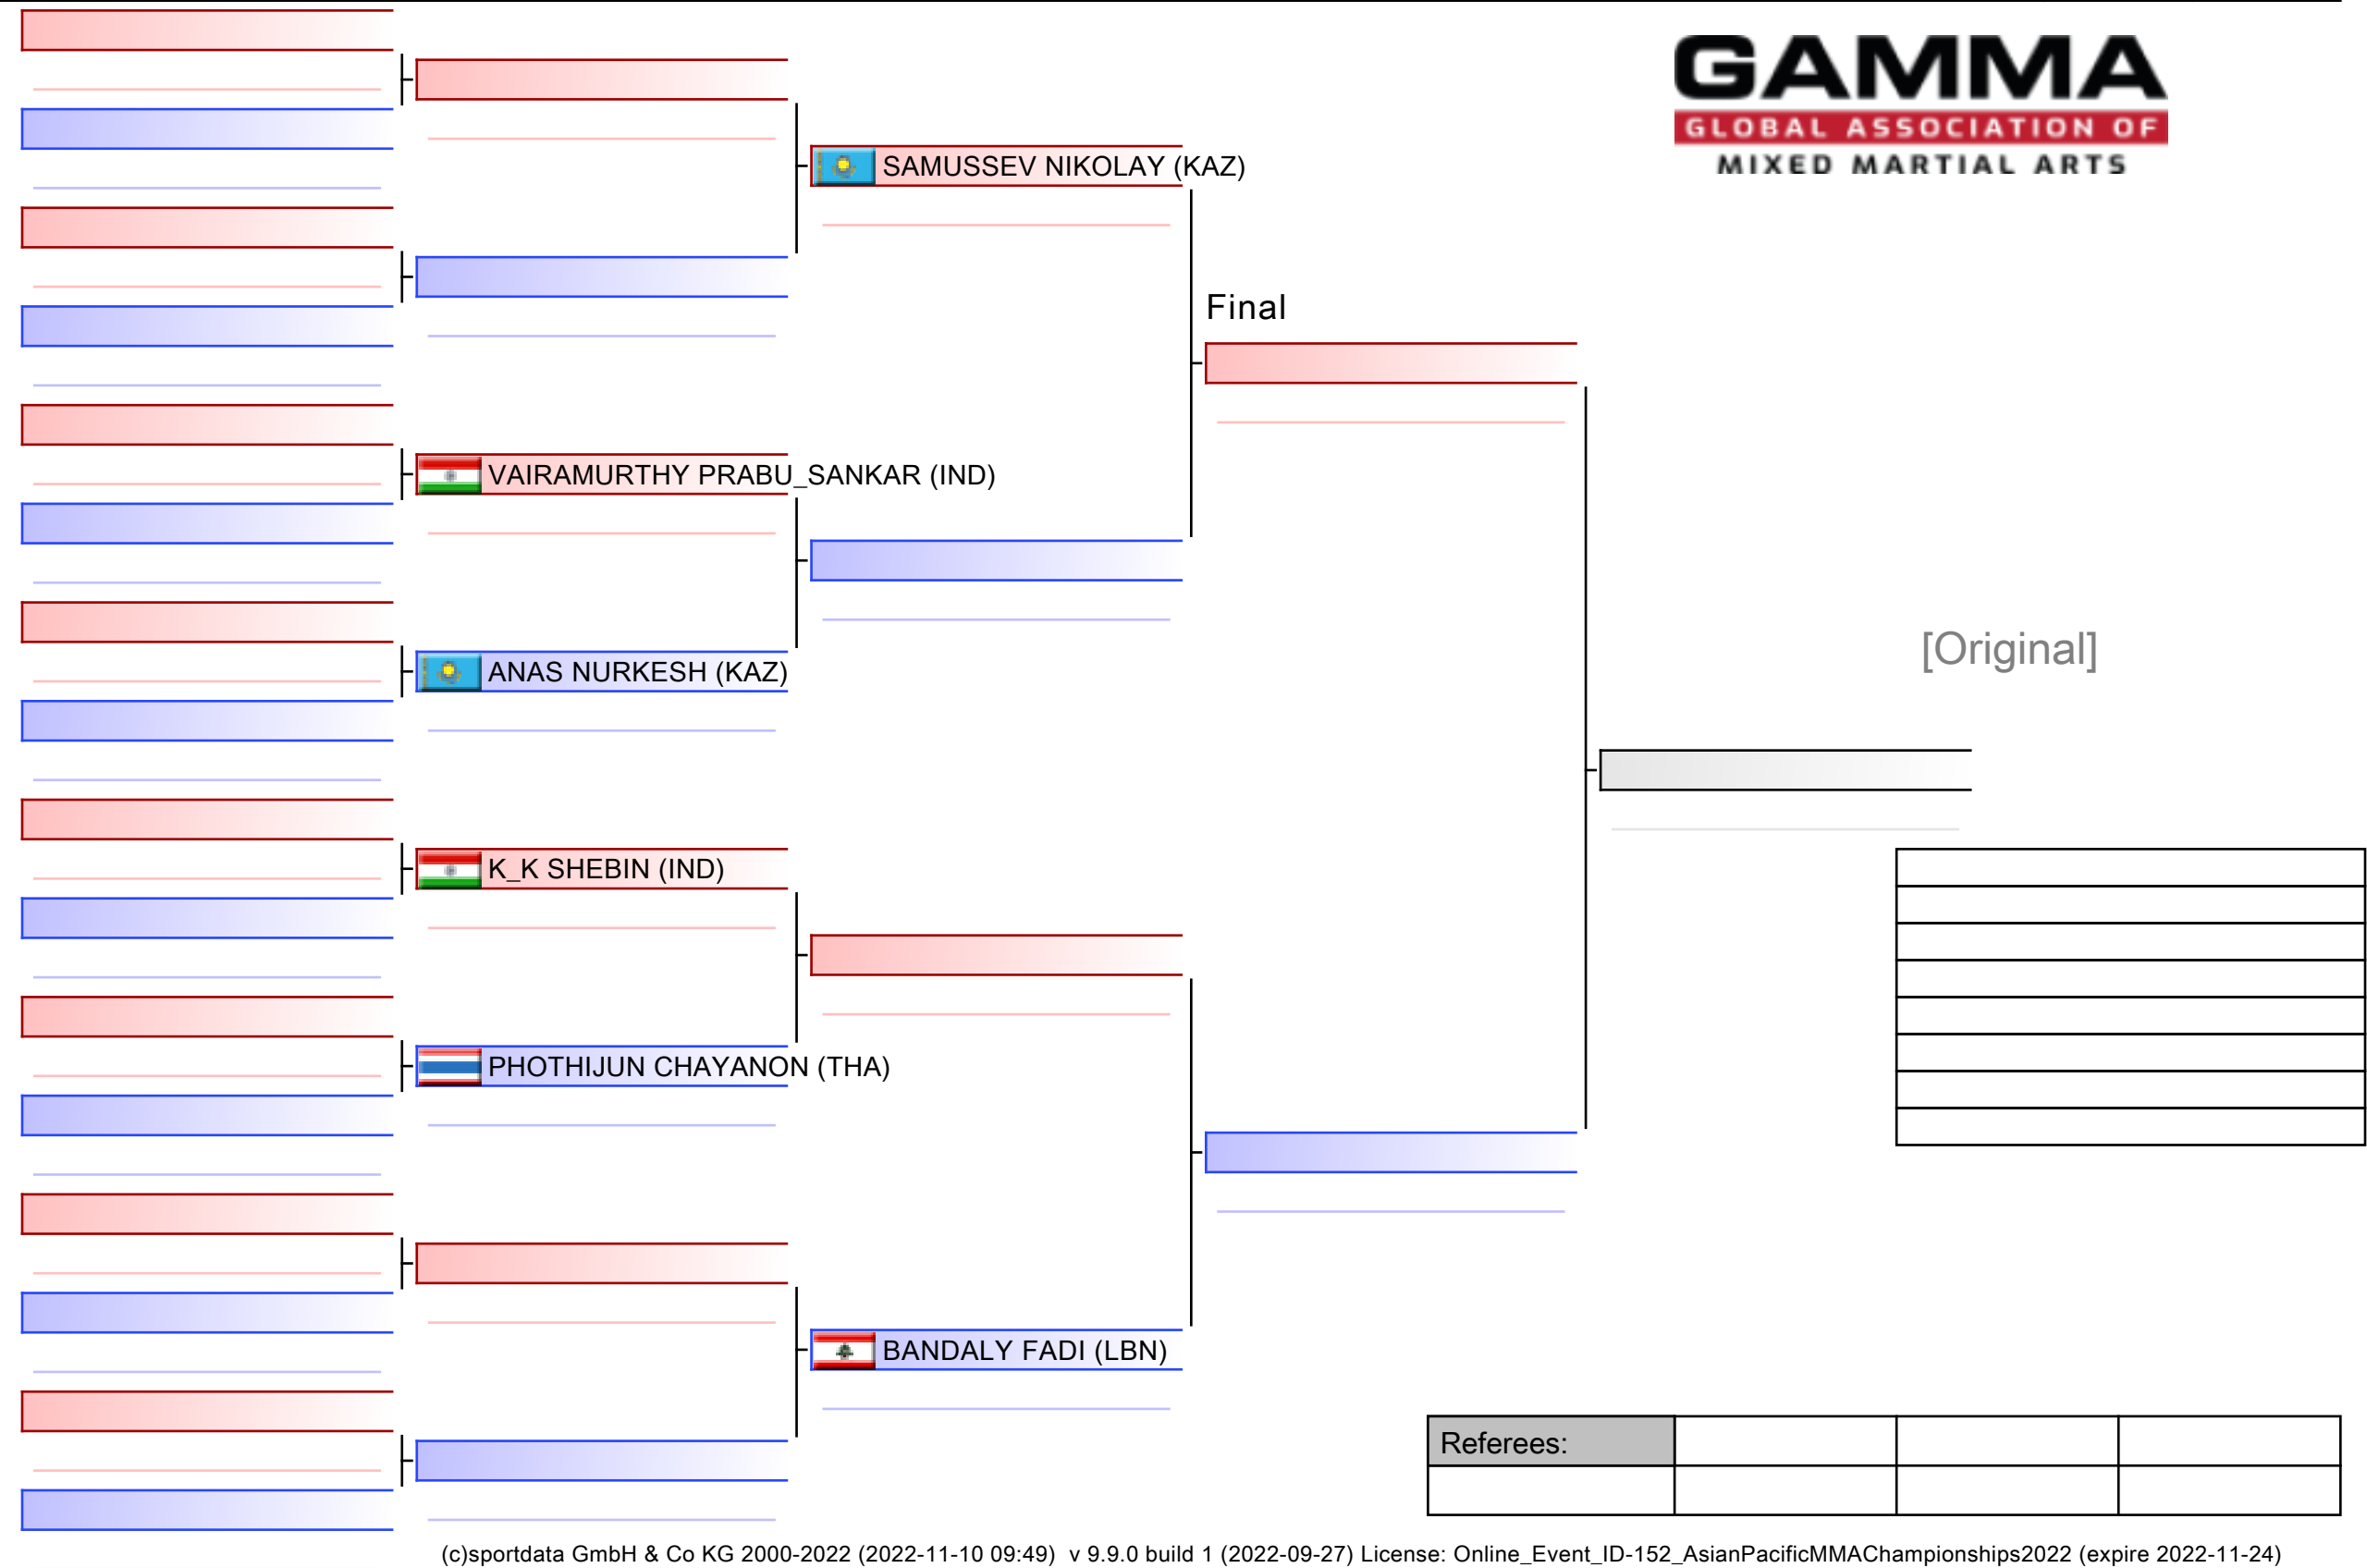 GAMMA
GLOBAL ASSOCIATION OF
MIXED MARTIAL ARTS
SAMUSSEV NIKOLAY (KAZ)
Final
VAIRAMURTHY PRABU_SANKAR (IND)
[Original]
ANAS NURKESH (KAZ)
K_K SHEBIN (IND)
PHOTHIJUN CHAYANON (THA)
BANDALY FADI (LBN)
Referees:
(c)sportdata GmbH & Co KG 2000-2022 (2022-11-10 09:49)  v 9.9.0 build 1 (2022-09-27) License: Online_Event_ID-152_AsianPacificMMAChampionships2022 (expire 2022-11-24)